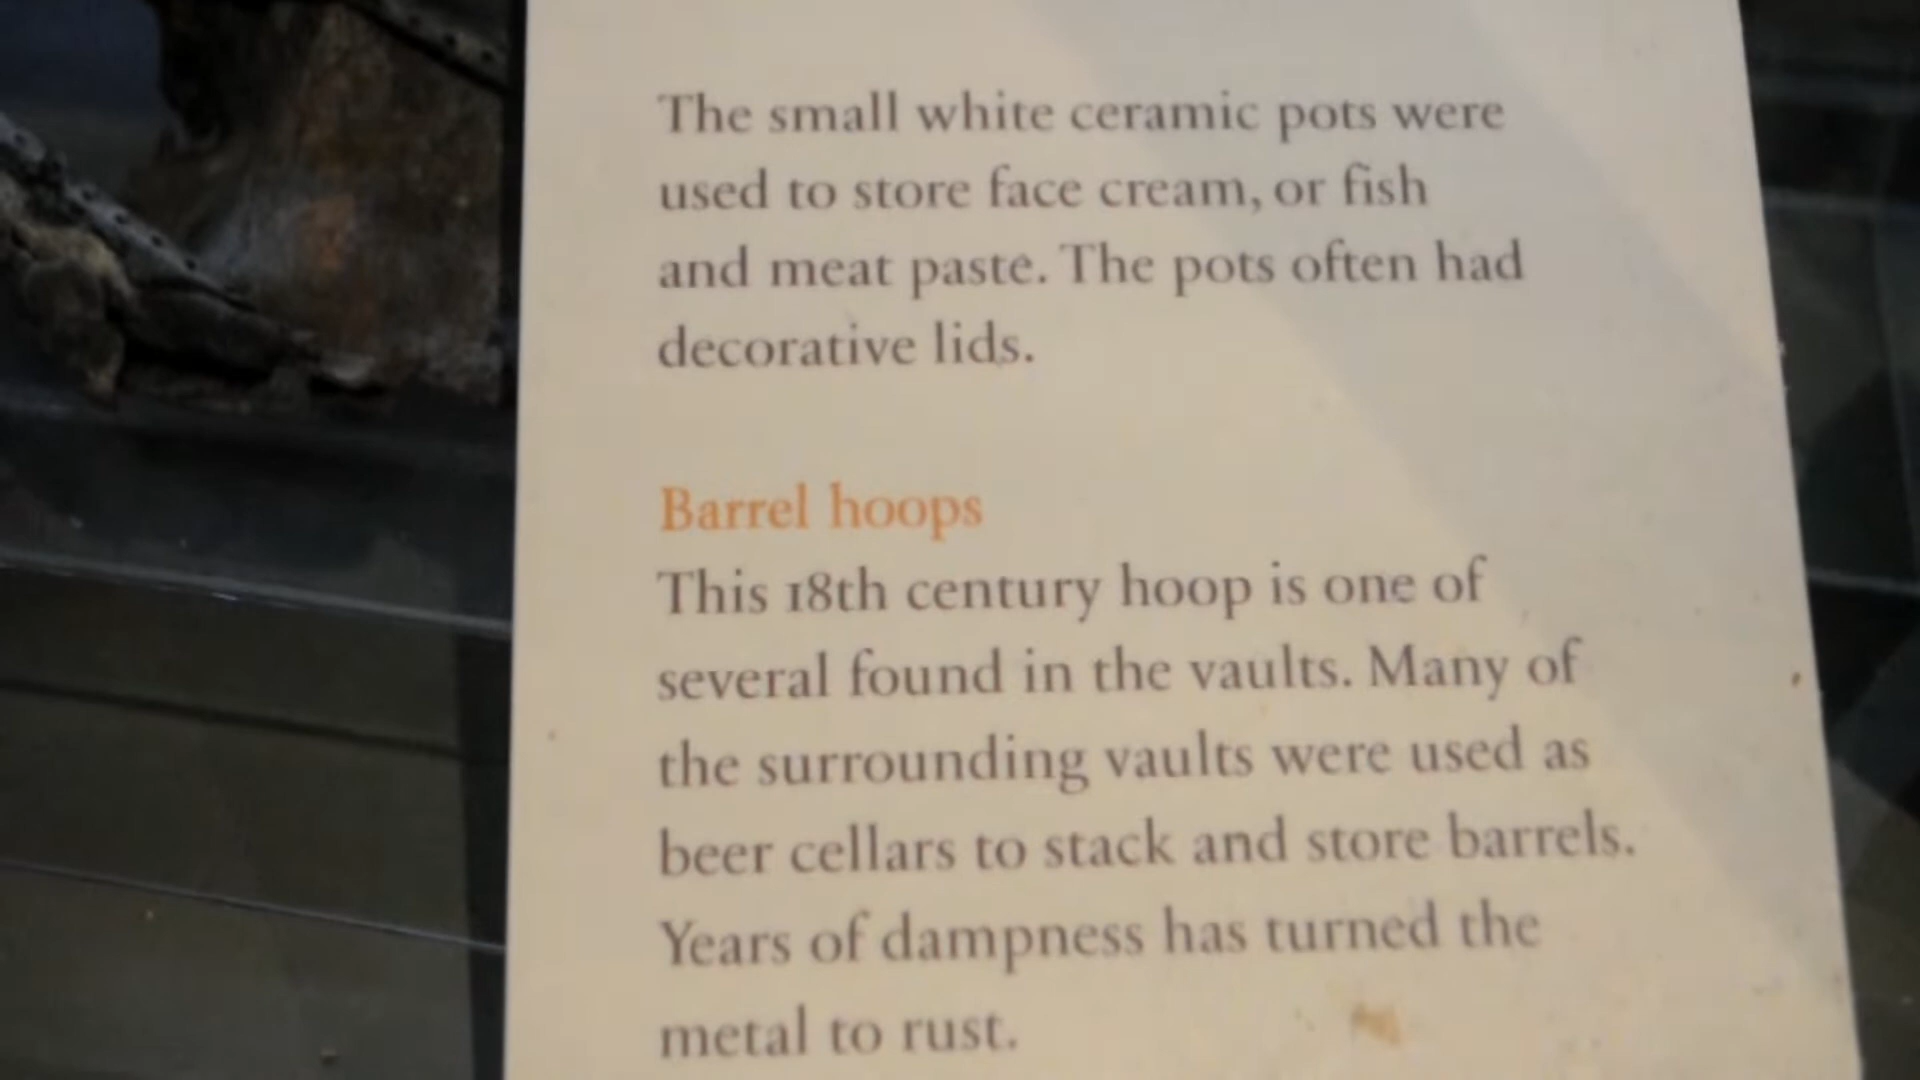 The small white ceramic pots were
used to store face cream, or fish
and meat paste. The pots often had
decorative lids.
Barrel hoops
This 18th century hoop is one of
several found in the vaults. Many of
the surrounding vaults were used as
beer cellars to stack and store barrels.
Years of dampness has turned the
metal to rust.